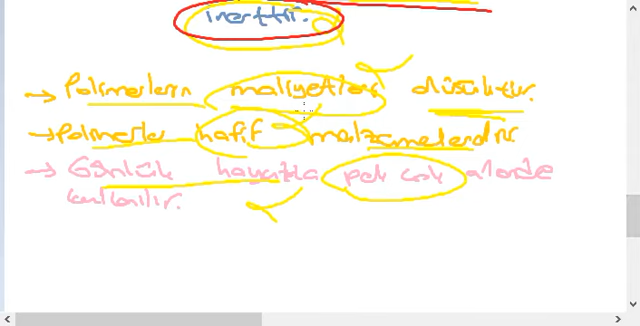 inerttir.
→ Polimerlerin maliyetleri düşüktür.
→ Polimerler hafif malzemelerdir.
→ Günlük hayatta pek çok alanda
kullanılır.